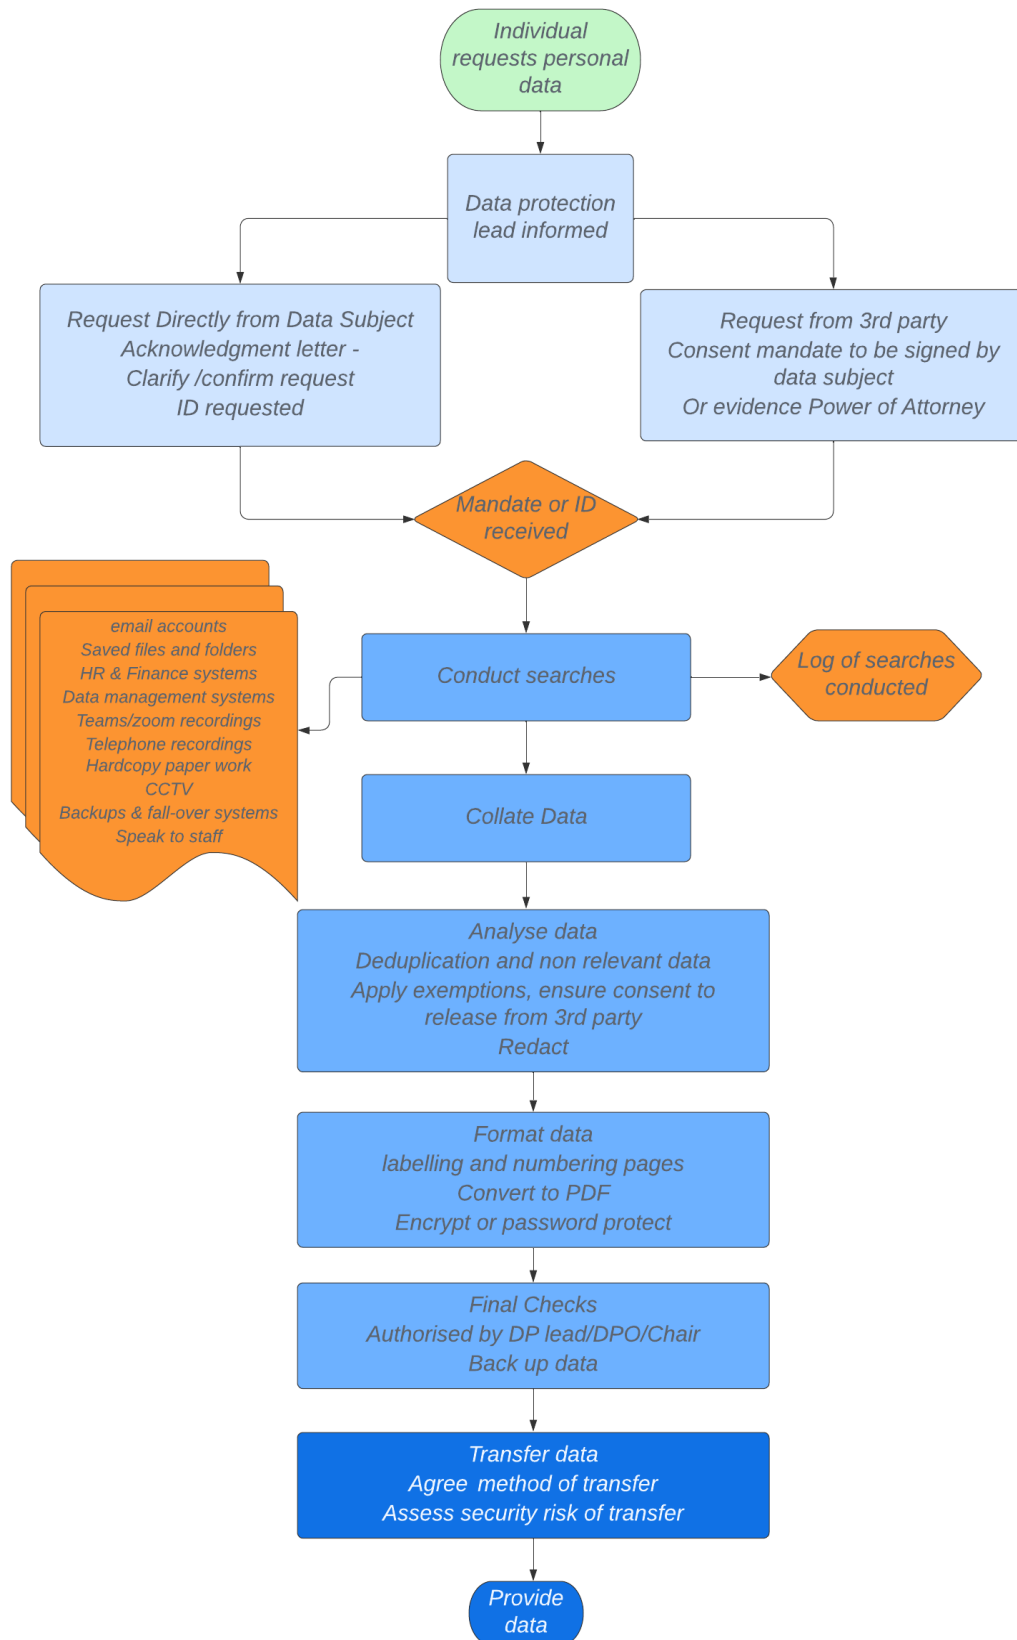 Individual
requests personal
data
Data protection
lead informed
Request Directly from Data Subject
Acknowledgment letter -
Clarify /confirm request
ID requested
Request from 3rd party
Consent mandate to be signed by
data subject
Or evidence Power of Attorney
Mandate or ID
received
email accounts
Saved files and folders
HR & Finance systems
Data management systems
Teams/zoom recordings
Telephone recordings
Hardcopy paper work
CCTV
Backups & fall-over systems
Speak to staff
Conduct searches
Log of searches
conducted
Collate Data
Analyse data
Deduplication and non relevant data
Apply exemptions, ensure consent to
release from 3rd party
Redact
Format data
labelling and numbering pages
Convert to PDF
Encrypt or password protect
Final Checks
Authorised by DP lead/DPO/Chair
Back up data
Transfer data
Agree method of transfer
Assess security risk of transfer
Provide
data